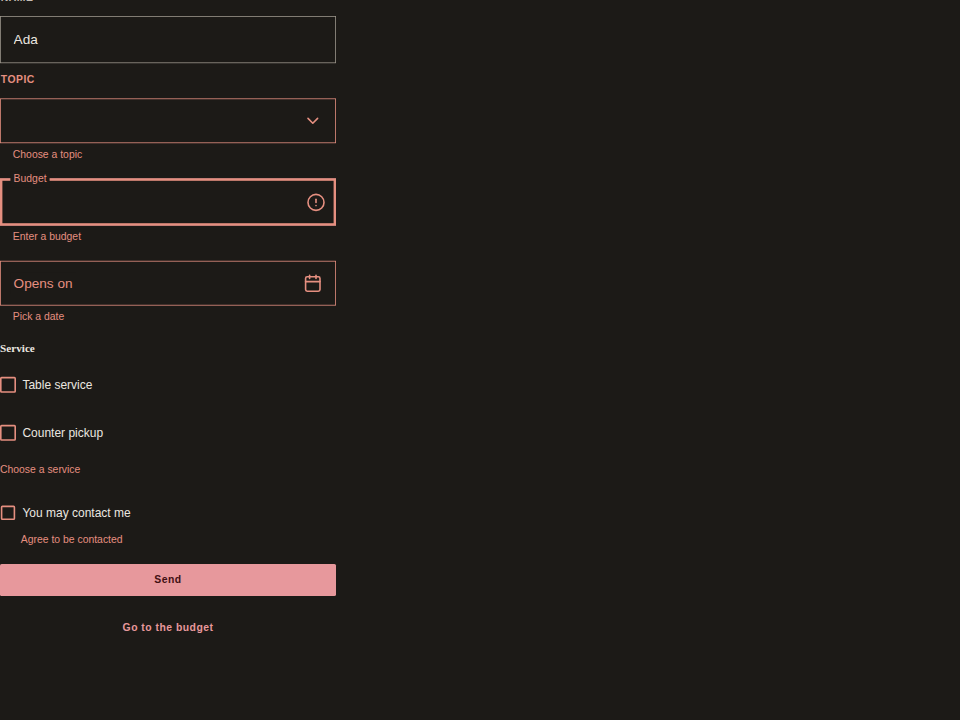 Ada
TOPIC
Choose a topic
Budget
Enter a budget
Opens on
Pick a date
Service
Table service
Counter pickup
Choose a service
You may contact me
Agree to be contacted
Send
Go to the budget